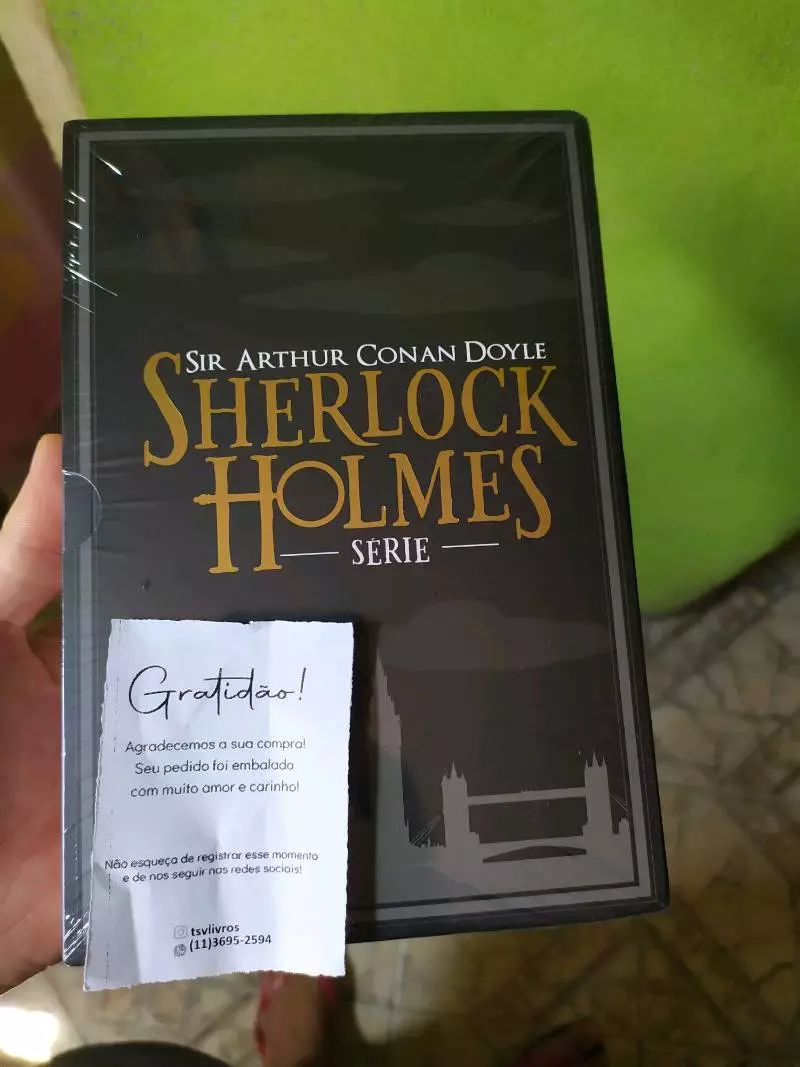 SIR ARTHUR CONAN DOYLE
SHERLOCK
HOLMES
SÉRIE
Gratidão!
Agradecemos a sua compra!
Seu pedido foi embalado
com muito amor e carinho!
Não esqueça de registrar esse momento
e de nos seguir nas redes sociais!
tsvlivros
(11)3695-2594